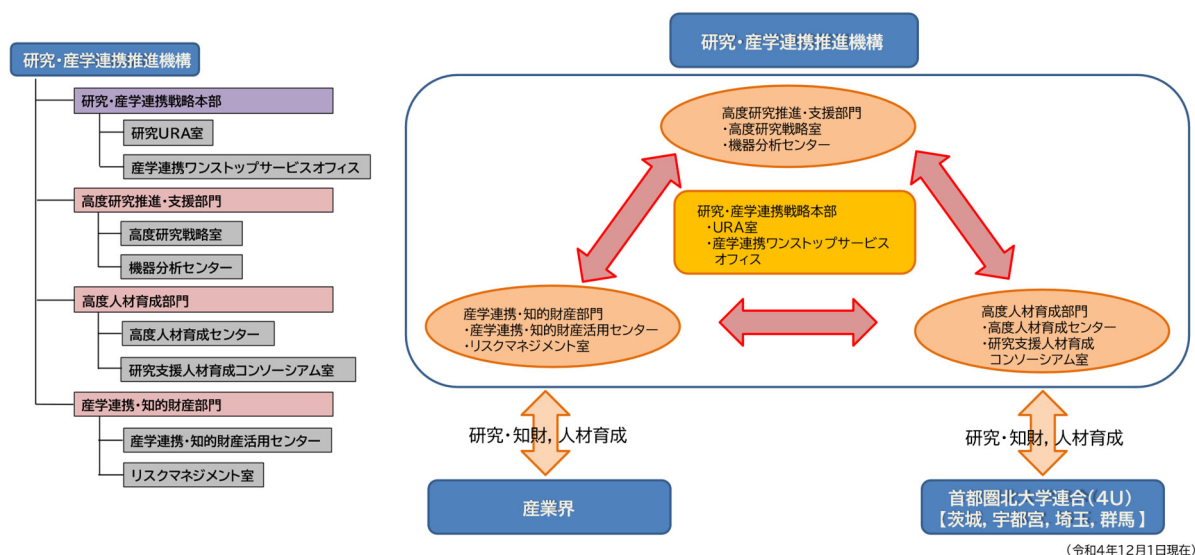 研究・産学連携推進機構
研究・産学連携戦略本部
研究URA室
産学連携ワンストップサービスオフィス
高度研究推進・支援部門
高度研究戦略室
機器分析センター
高度人材育成部門
高度人材育成センター
研究支援人材育成コンソーシアム室
産学連携・知的財産部門
産学連携・知的財産活用センター
リスクマネジメント室
研究・産学連携推進機構
高度研究推進・支援部門
・高度研究戦略室
・機器分析センター
研究・産学連携戦略本部
・URA室
・産学連携ワンストップサービス
オフィス
産学連携・知的財産部門
・産学連携・知的財産活用センター
・リスクマネジメント室
高度人材育成部門
・高度人材育成センター
・研究支援人材育成
コンソーシアム室
研究・知財, 人材育成
研究・知財, 人材育成
産業界
首都圏北大学連合(4U)
【茨城, 宇都宮, 埼玉, 群馬】
(令和4年12月1日現在)